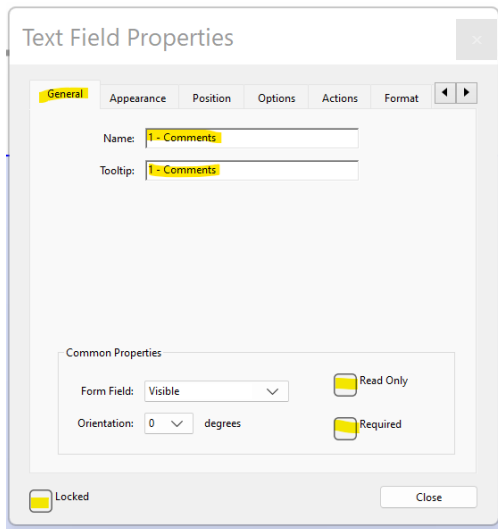 Text Field Properties
General Appearance Position Options Actions Format
Name: 1 - Comments
Tooltip: 1 - Comments
Common Properties
Form Field: Visible
Read Only
Orientation: 0 degrees
Required
Locked
Close